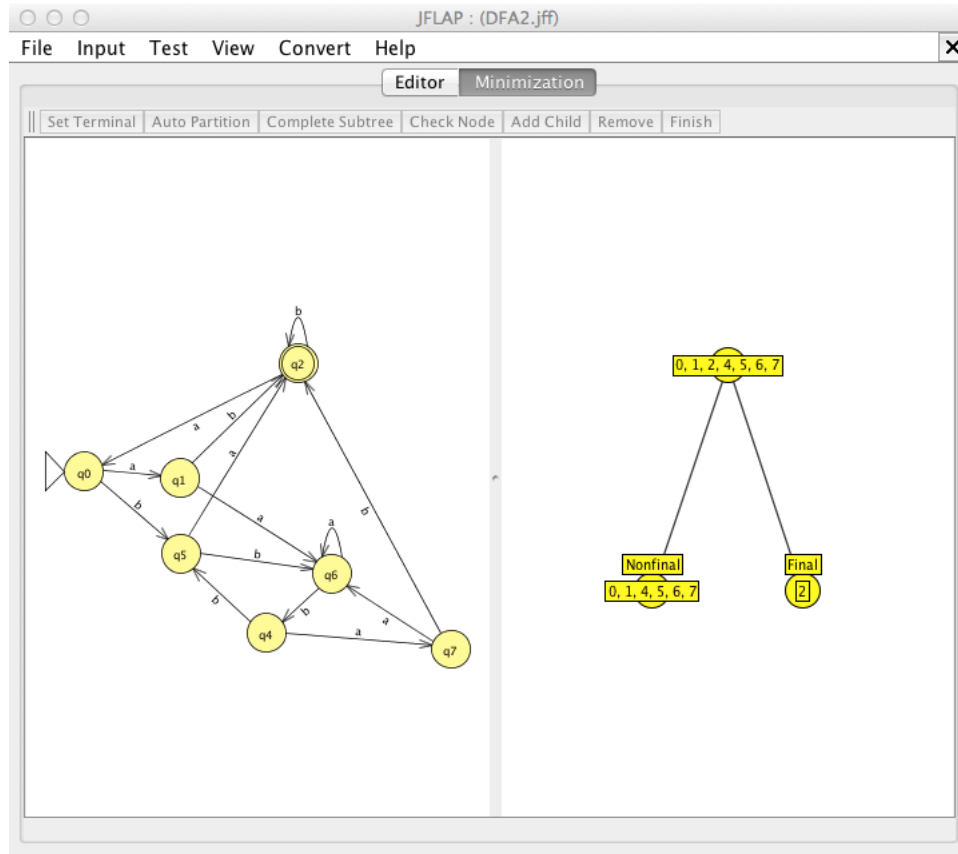 JFLAP : (DFA2.jff)
File Input Test View Convert Help
Editor Minimization
Set Terminal Auto Partition Complete Subtree Check Node Add Child Remove Finish
b
q2
0, 1, 2, 4, 5, 6, 7
a
b
q0
a
q1
a
b
a
b
q5
b
a
q6
Nonfinal
Final
0, 1, 4, 5, 6, 7
2
b
b
a
q4
a
q7